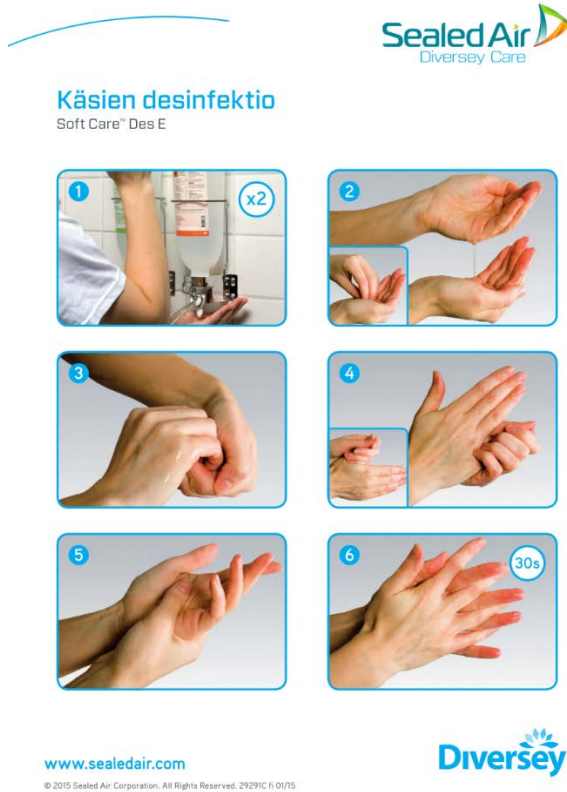 Sealed Air
Diversey Care
Käsien desinfektio
Soft Care™ Des E
1
x2
2
3
4
5
6
30s
www.sealedair.com
Diversey
© 2015 Sealed Air Corporation. All Rights Reserved. 29291C fi 01/15